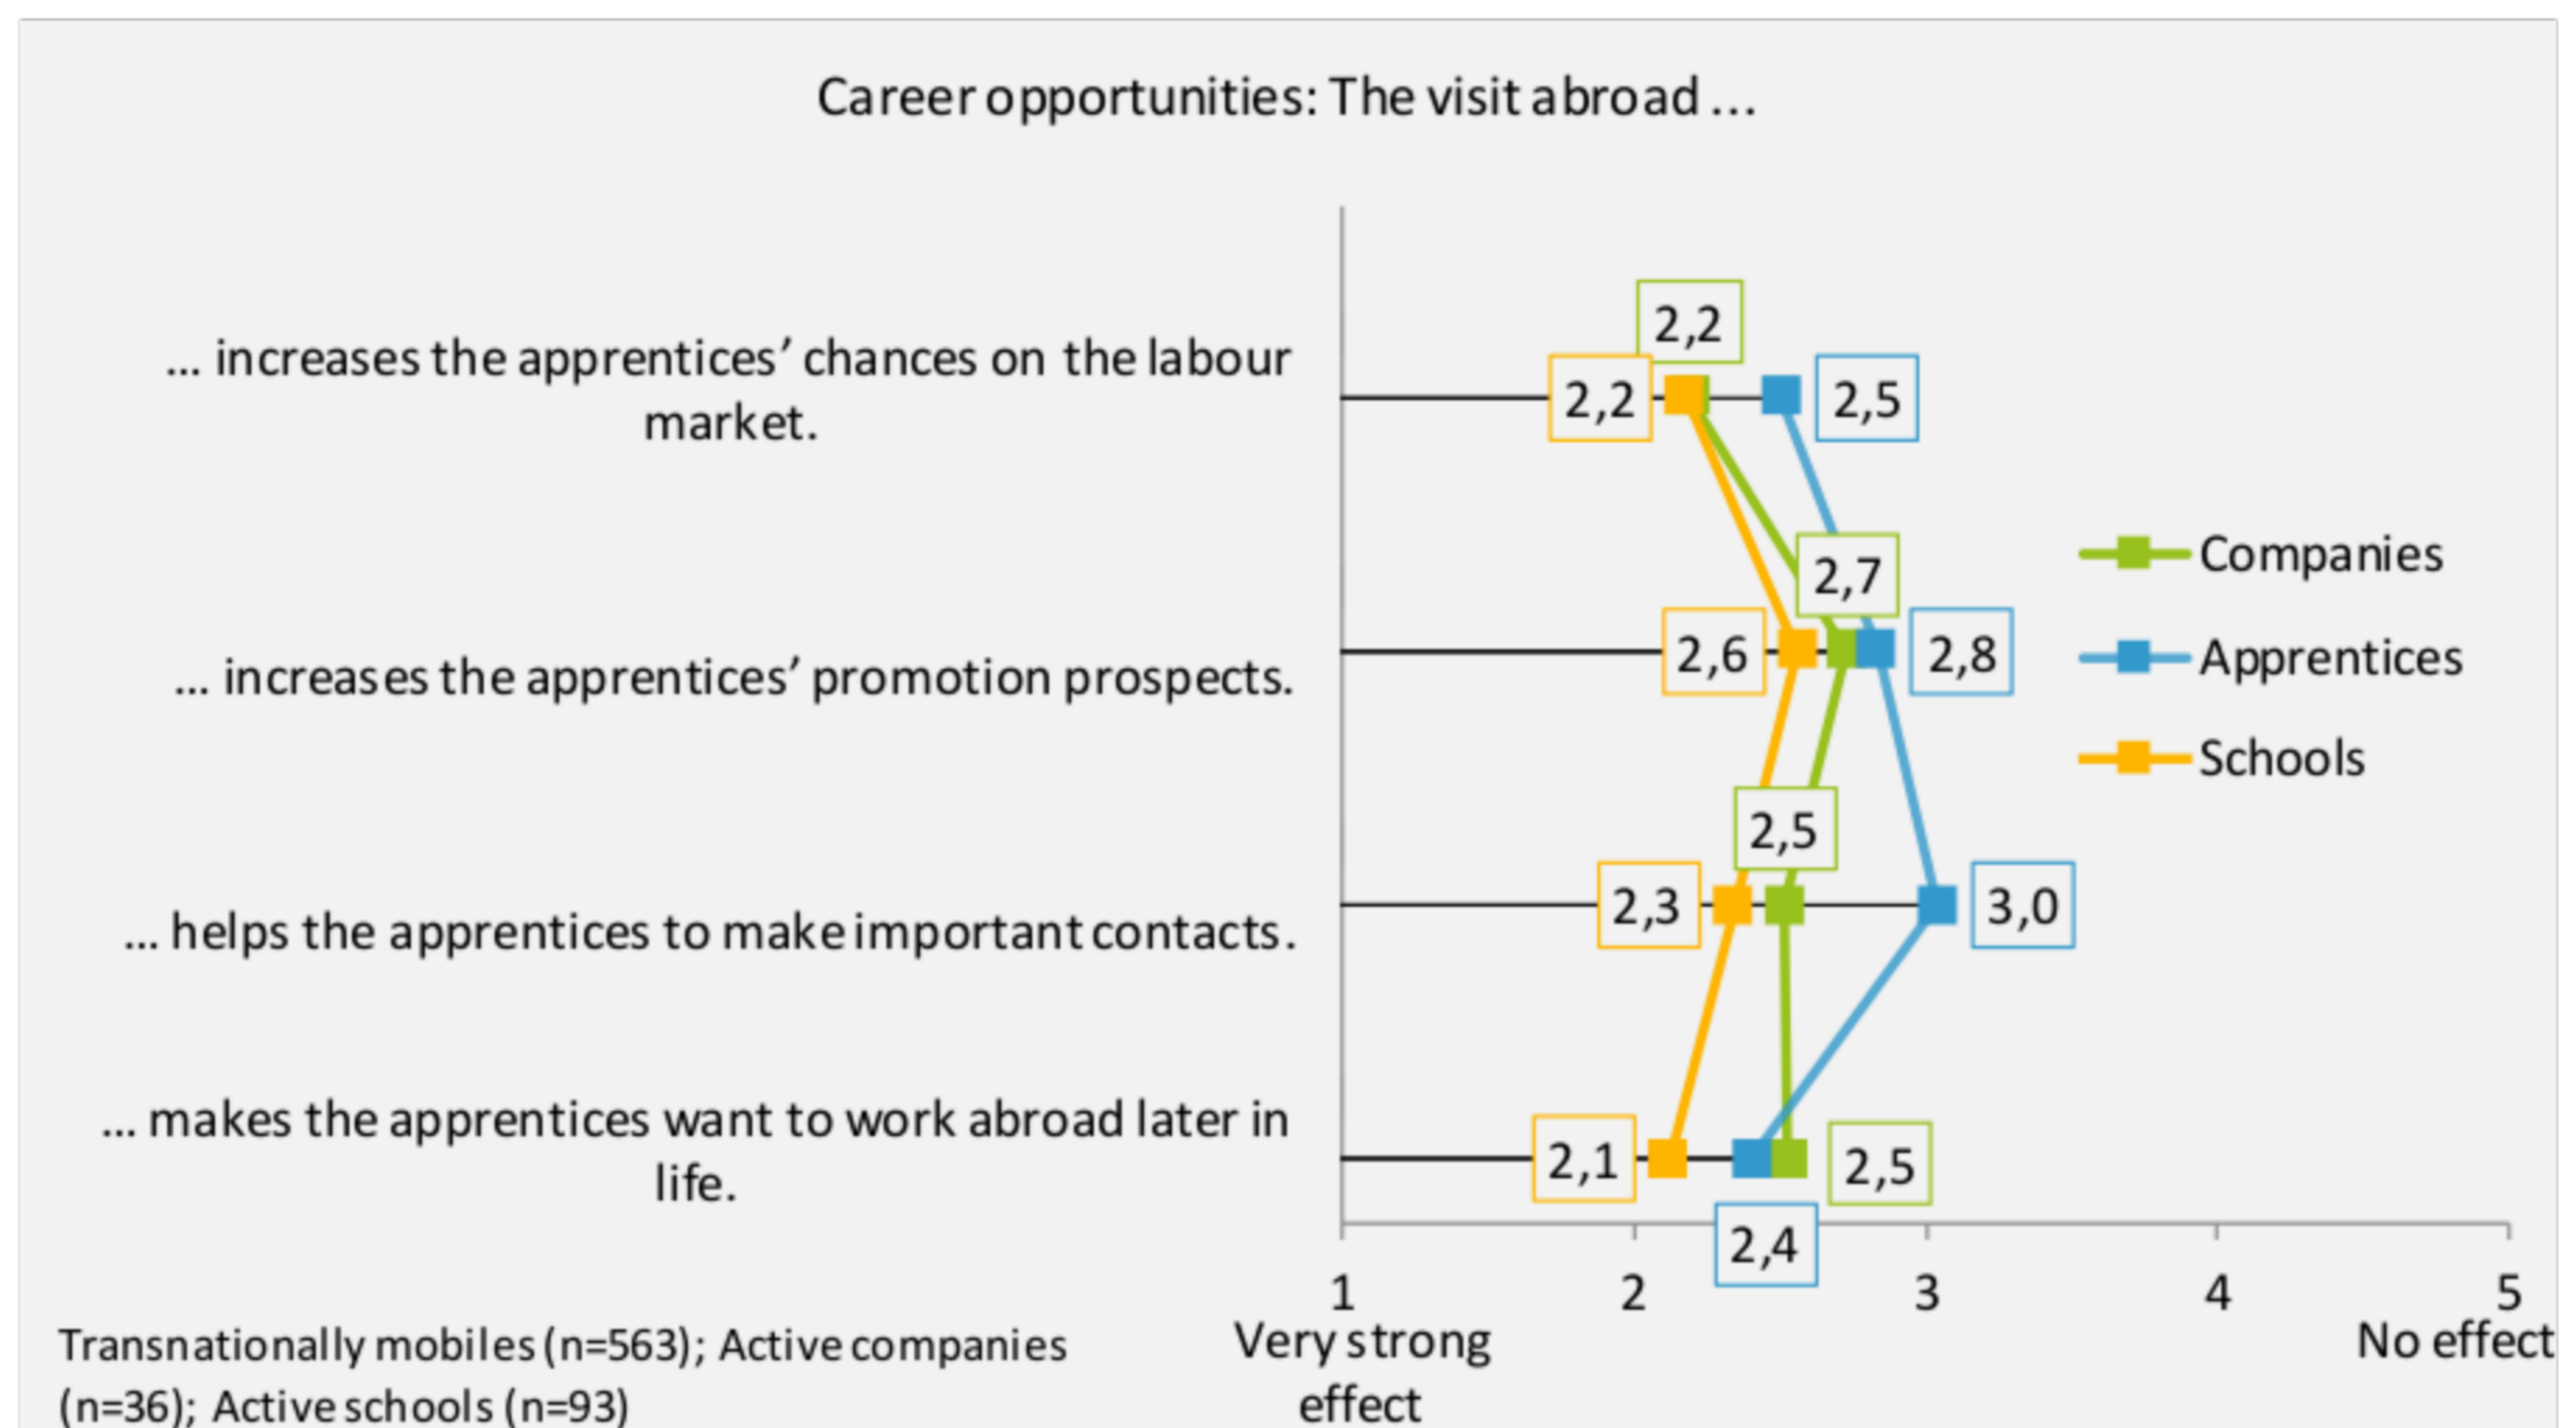 Career opportunities: The visit abroad ...
... increases the apprentices’ chances on the labour
market.
2,2
2,2
2,5
... increases the apprentices’ promotion prospects.
2,7
2,6
2,8
... helps the apprentices to make important contacts.
2,5
2,3
3,0
... makes the apprentices want to work abroad later in
life.
2,1
2,5
2,4
Companies
Apprentices
Schools
1
2
3
4
5
Very strong
effect
No effect
Transnationally mobiles (n=563); Active companies
(n=36); Active schools (n=93)